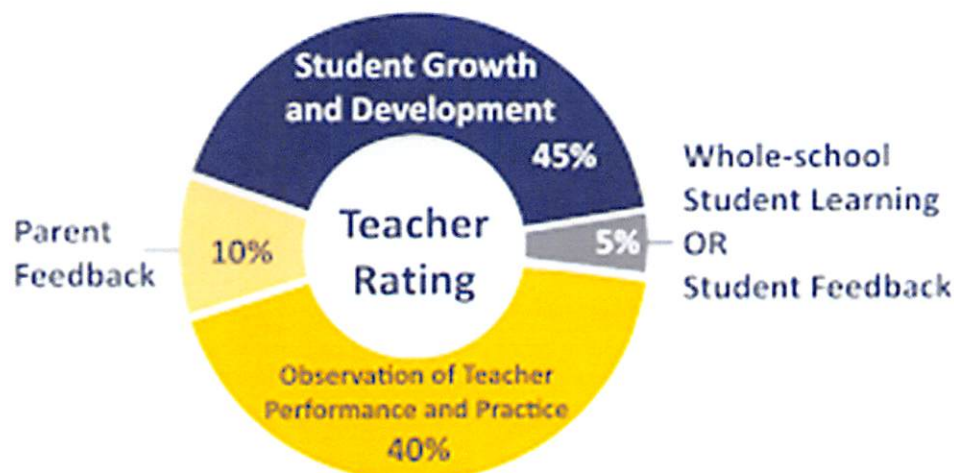 Student Growth
and Development
45%
Whole-school
Student Learning
OR
Student Feedback
5%
Parent
Feedback
10%
Teacher
Rating
Observation of Teacher
Performance and Practice
40%